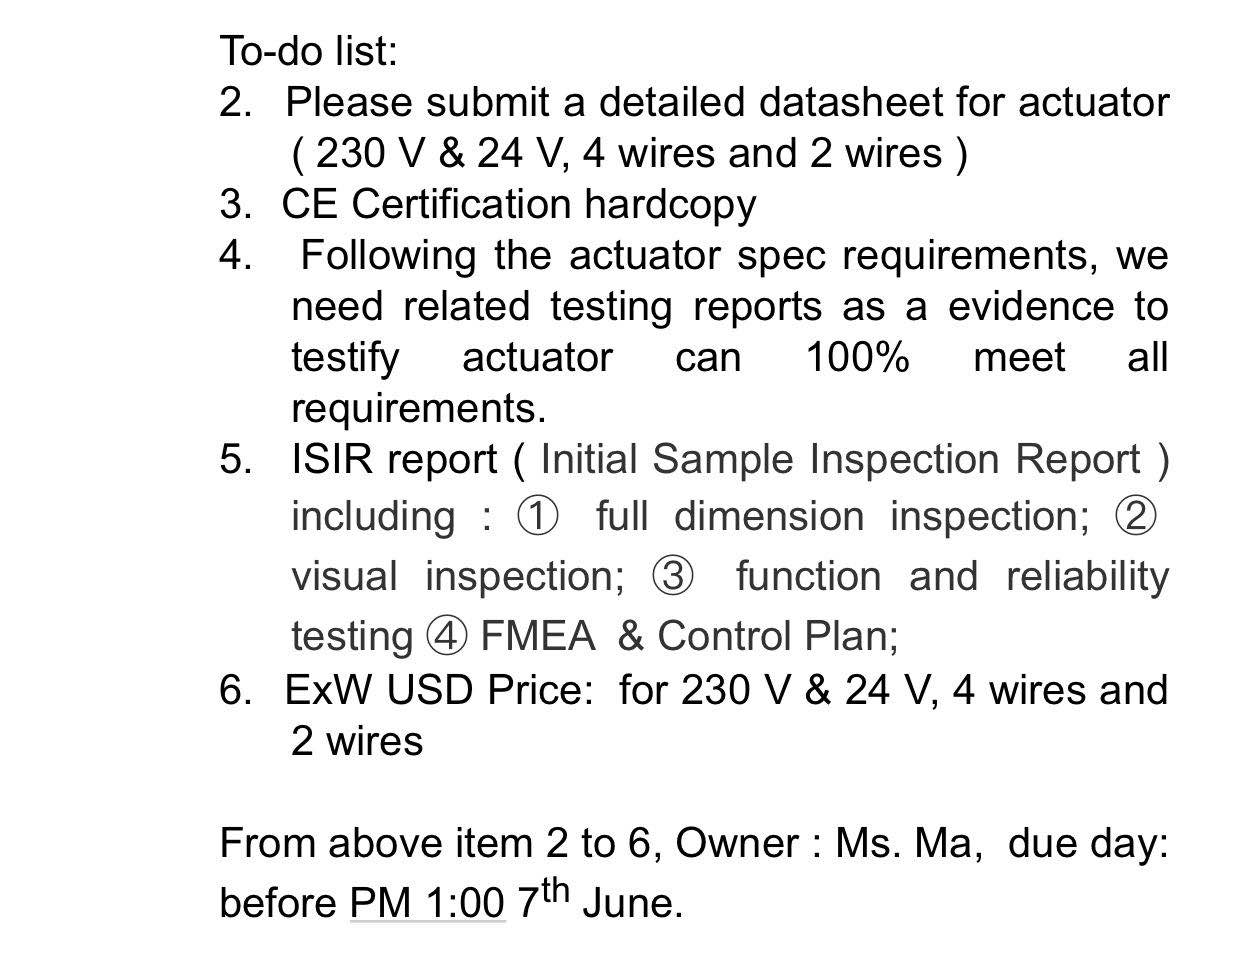 To-do list:
2. Please submit a detailed datasheet for actuator
( 230 V & 24 V, 4 wires and 2 wires )
3. CE Certification hardcopy
4. Following the actuator spec requirements, we
need related testing reports as a evidence to
testify actuator can 100% meet all
requirements.
5. ISIR report ( Initial Sample Inspection Report )
including : ① full dimension inspection; ②
visual inspection; ③ function and reliability
testing ④ FMEA & Control Plan;
6. ExW USD Price: for 230 V & 24 V, 4 wires and
2 wires
From above item 2 to 6, Owner : Ms. Ma, due day:
before PM 1:00 7th June.